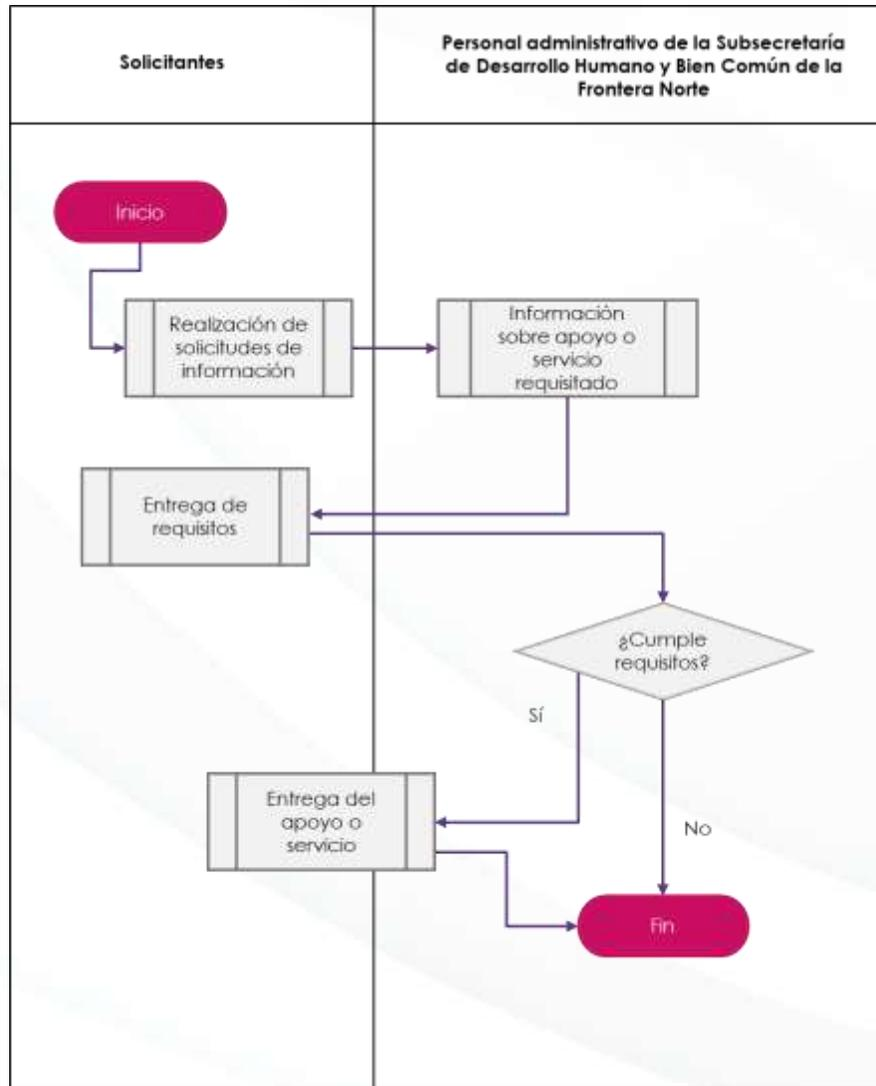 Solicitantes
Personal administrativo de la Subsecretaría
de Desarrollo Humano y Bien Común de la
Frontera Norte
Inicio
Realización de
solicitudes de
información
Información
sobre apoyo o
servicio
requisitado
Entrega de
requisitos
¿Cumple
requisitos?
Sí
Entrega del
apoyo o
servicio
No
Fin